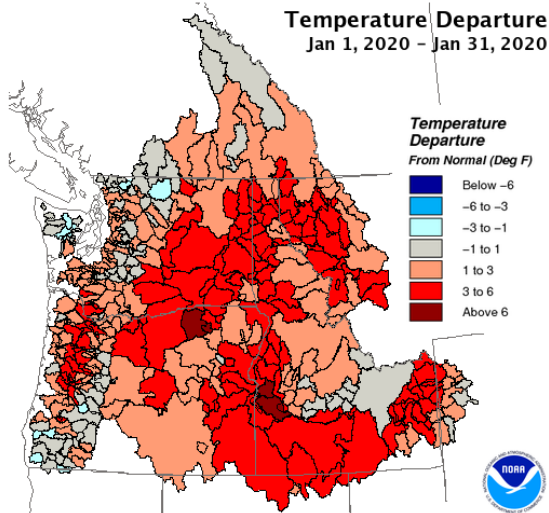 Temperature Departure
Jan 1, 2020 – Jan 31, 2020
Temperature
Departure
From Normal (Deg F)
Below −6
−6 to −3
−3 to −1
−1 to 1
1 to 3
3 to 6
Above 6
NOAA